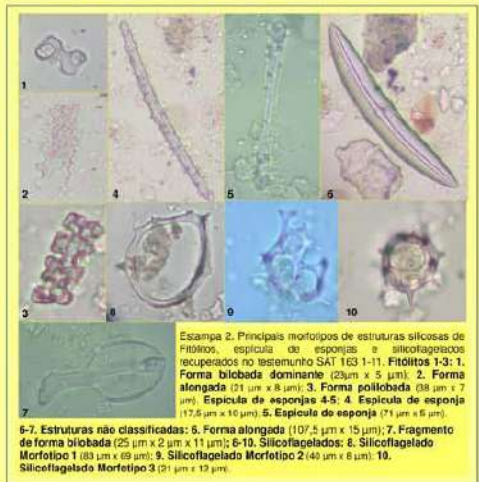 1
2
4
5
6
3
8
9
10
7
Estampa 2. Principais morfotipos de estruturas silicosas de
Fitólitos, espícula de esponjas e silicoflagelados
recuperados no testemunho SAT 163 1-11. Fitólitos 1-3: 1.
Forma bilobada dominante (23µm x 5 µm); 2. Forma
alongada (21 µm x 8 µm); 3. Forma polilobada (38 µm x 7
µm). Espículas de esponjas 4-5: 4. Espícula de esponja
(17,5 µm x 10 µm); 5. Espícula de esponja (71 µm x 5 µm).
6-7. Estruturas não classificadas: 6. Forma alongada (107,5 µm x 15 µm); 7. Fragmento
de forma bilobada (25 µm x 2 µm x 11 µm); 8-10. Silicoflagelados: 8. Silicoflagelado
Morfotipo 1 (83 µm x 69 µm); 9. Silicoflagelado Morfotipo 2 (40 µm x 8 µm); 10.
Silicoflagelado Morfotipo 3 (21 µm x 12 µm).